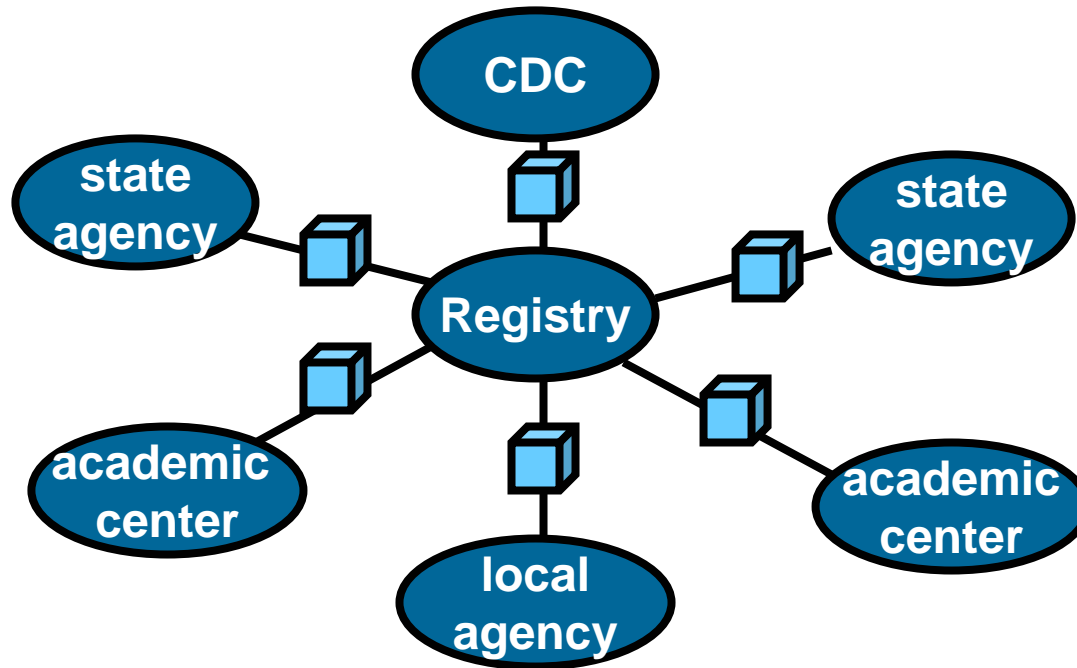 CDC
state
agency
state
agency
Registry
academic
center
academic
center
local
agency